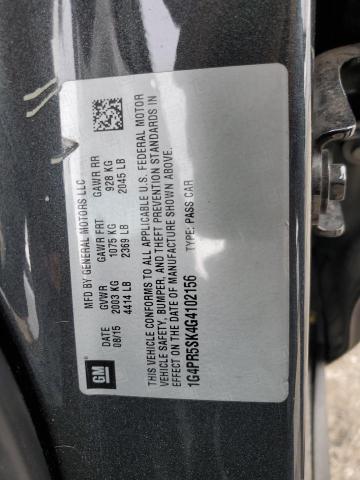 GM
MFD BY GENERAL MOTORS LLC
08/15 GVWR GAWR FRT GAWR RR
2003 KG 1075 KG 928 KG
4414 LB 2369 LB 2045 LB
THIS VEHICLE CONFORMS TO ALL APPLICABLE U.S. FEDERAL MOTOR
VEHICLE SAFETY, BUMPER, AND THEFT PREVENTION STANDARDS IN
EFFECT ON THE DATE OF MANUFACTURE SHOWN ABOVE.
1G4PR5SK4G4102156 TYPE: PASS CAR